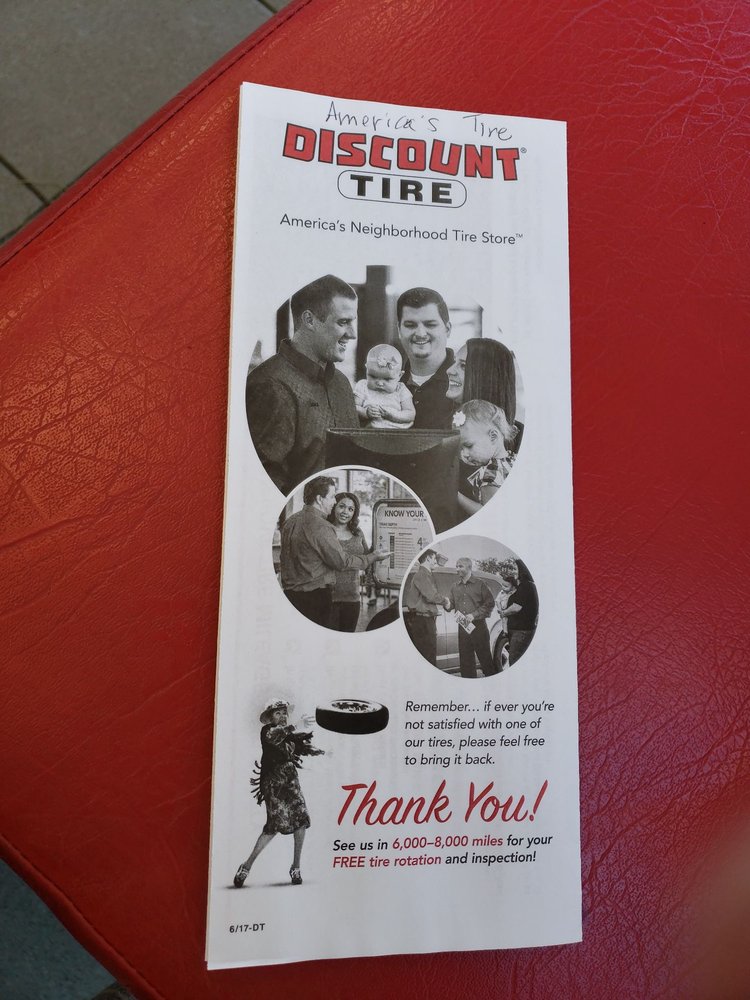 America's Tire
DISCOUNT®
TIRE
America's Neighborhood Tire Store™
KNOW YOUR
Remember... if ever you're
not satisfied with one of
our tires, please feel free
to bring it back.
Thank You!
See us in 6,000–8,000 miles for your
FREE tire rotation and inspection!
6/17-DT